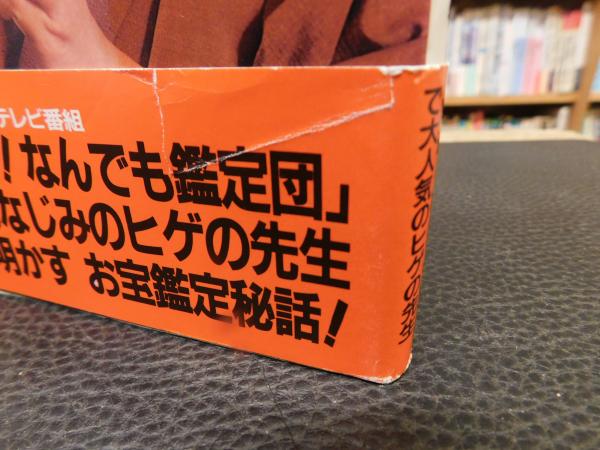 テレビ番組
！なんでも鑑定団」
なじみのヒゲの先生
明かす お宝鑑定秘話！
で大人気のヒゲの先生